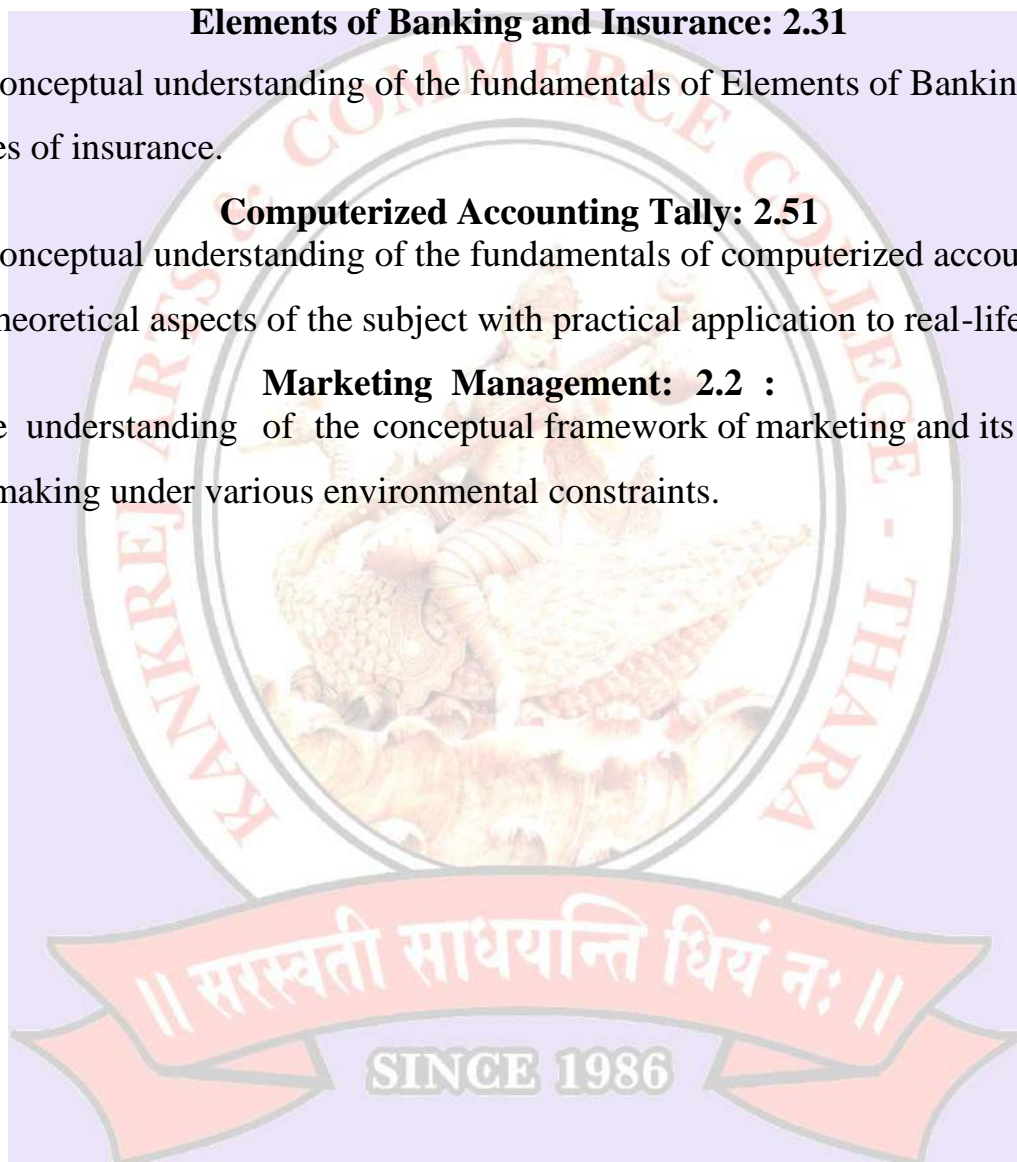 Elements of Banking and Insurance: 2.31
onceptual understanding of the fundamentals of Elements of Bankin
es of insurance.
Computerized Accounting Tally: 2.51
onceptual understanding of the fundamentals of computerized accou
heoretical aspects of the subject with practical application to real-life
Marketing Management: 2.2 :
e understanding of the conceptual framework of marketing and its
making under various environmental constraints.
KANKREJ ARTS & COMMERCE COLLEGE - THARA
॥ सरस्वती साधयन्ति धियं नः ॥
SINCE 1986